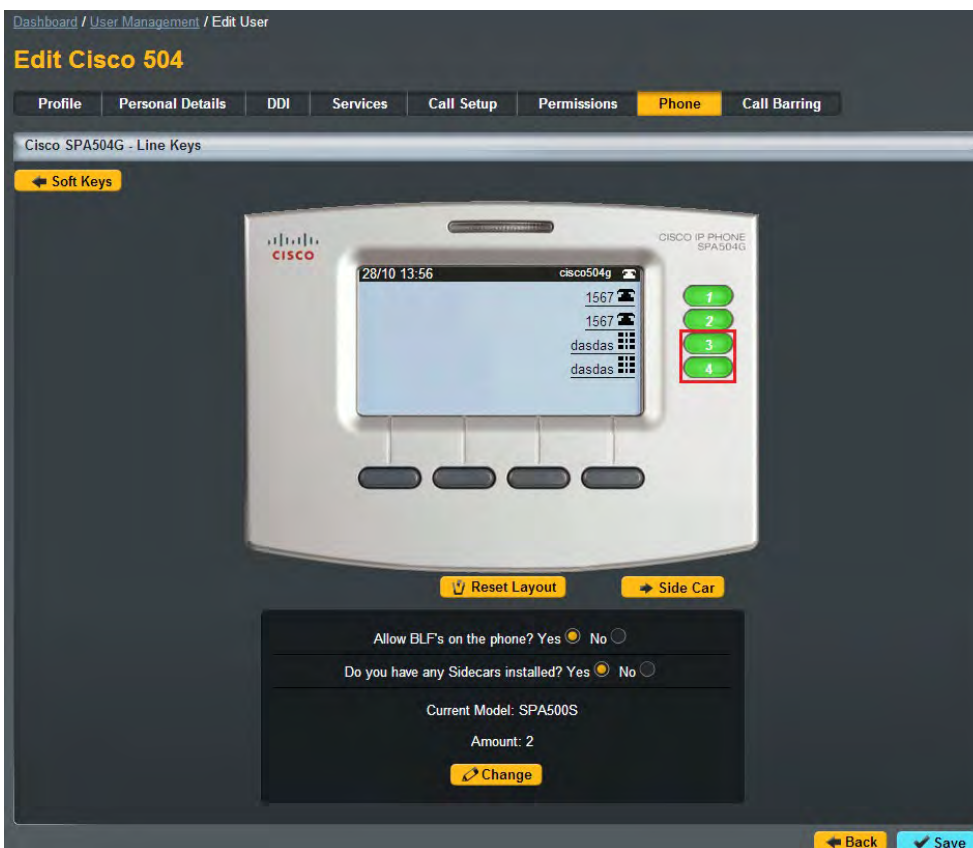 Dashboard / User Management / Edit User
Edit Cisco 504
Profile Personal Details DDI Services Call Setup Permissions Phone Call Barring
Cisco SPA504G - Line Keys
Soft Keys
CISCO
CISCO IP PHONE
SPA504G
28/10 13:56 cisco504g
1567
1567
dasdas
dasdas
1
2
3
4
Reset Layout
Side Car
Allow BLF's on the phone? Yes No
Do you have any Sidecars installed? Yes No
Current Model: SPA500S
Amount: 2
Change
Back
Save